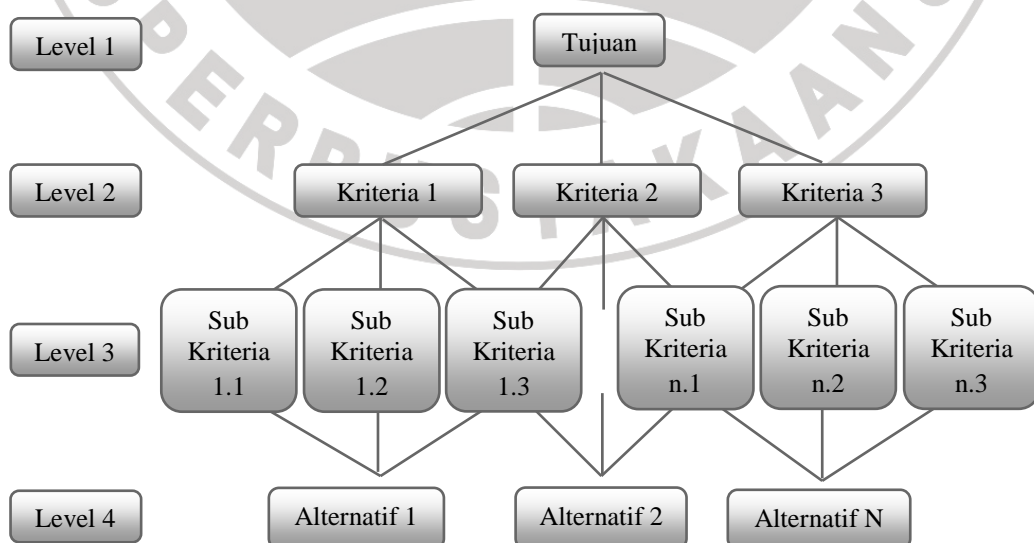 Level 1
Tujuan
Level 2
Kriteria 1
Kriteria 2
Kriteria 3
Level 3
Sub
Kriteria
1.1
Sub
Kriteria
1.2
Sub
Kriteria
1.3
Sub
Kriteria
n.1
Sub
Kriteria
n.2
Sub
Kriteria
n.3
Level 4
Alternatif 1
Alternatif 2
Alternatif N